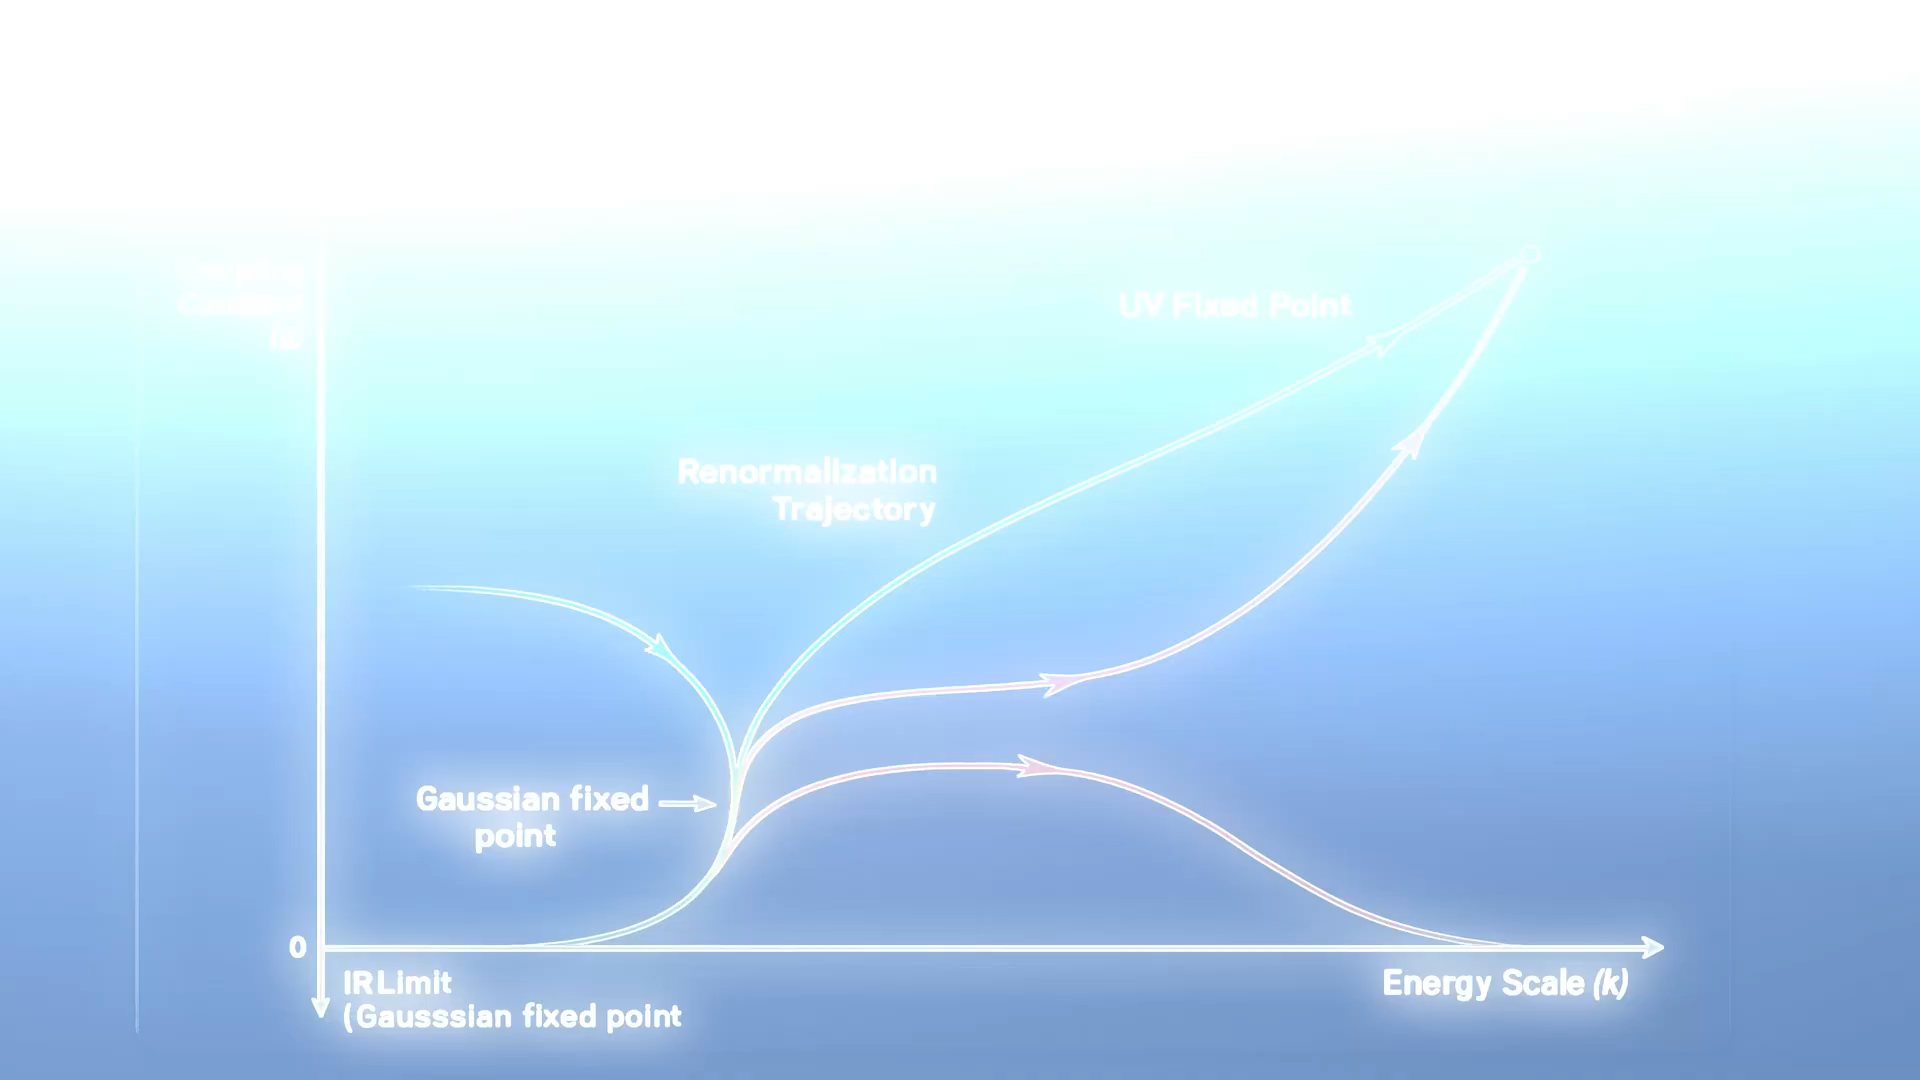 UV Fixed Point
Renormalization
Trajectory
Gaussian fixed
point
0
IR Limit
(Gausssian fixed point
Energy Scale (k)